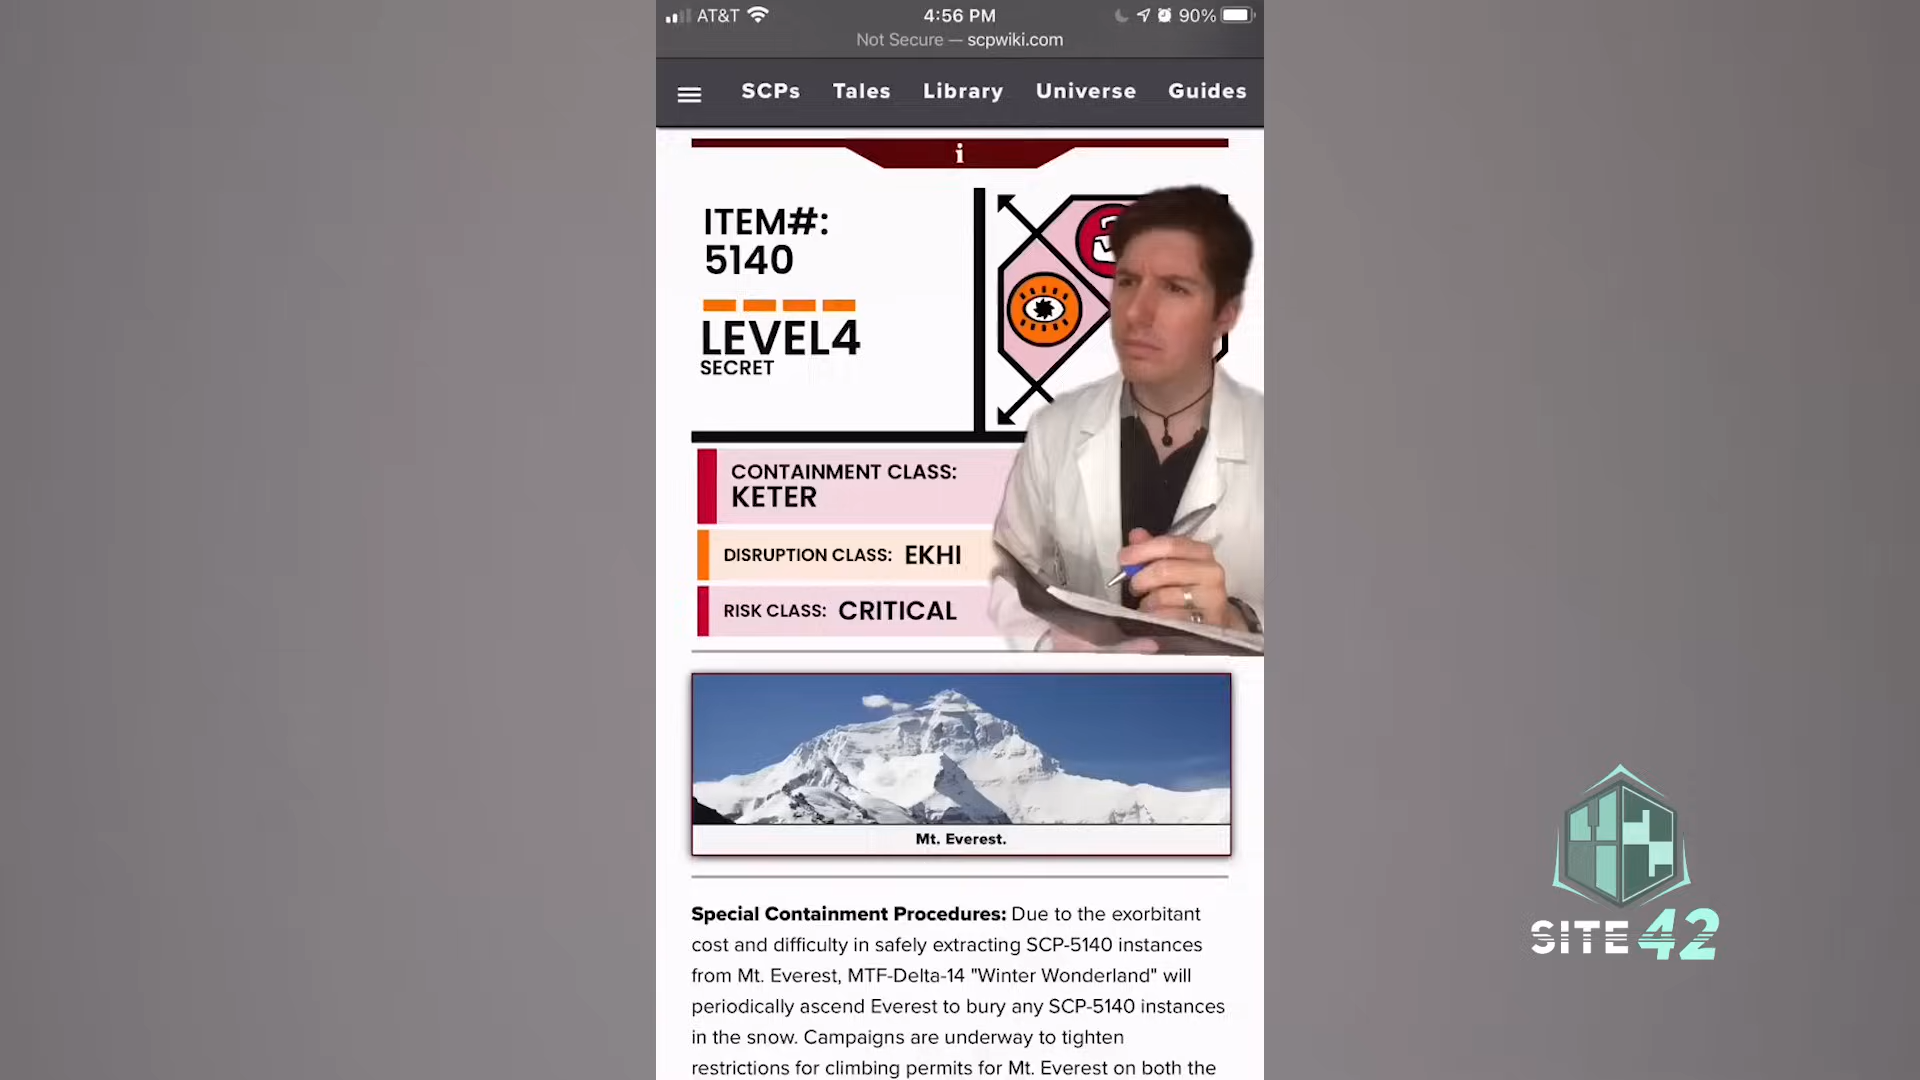 AT&T
4:56 PM
90%
Not Secure — scpwiki.com
SCPs Tales Library Universe Guides
i
ITEM#:
5140
LEVEL4
SECRET
CONTAINMENT CLASS:
KETER
DISRUPTION CLASS: EKHI
RISK CLASS: CRITICAL
Mt. Everest.
Special Containment Procedures: Due to the exorbitant
cost and difficulty in safely extracting SCP-5140 instances
from Mt. Everest, MTF-Delta-14 "Winter Wonderland" will
periodically ascend Everest to bury any SCP-5140 instances
in the snow. Campaigns are underway to tighten
restrictions for climbing permits for Mt. Everest on both the
SITE 42